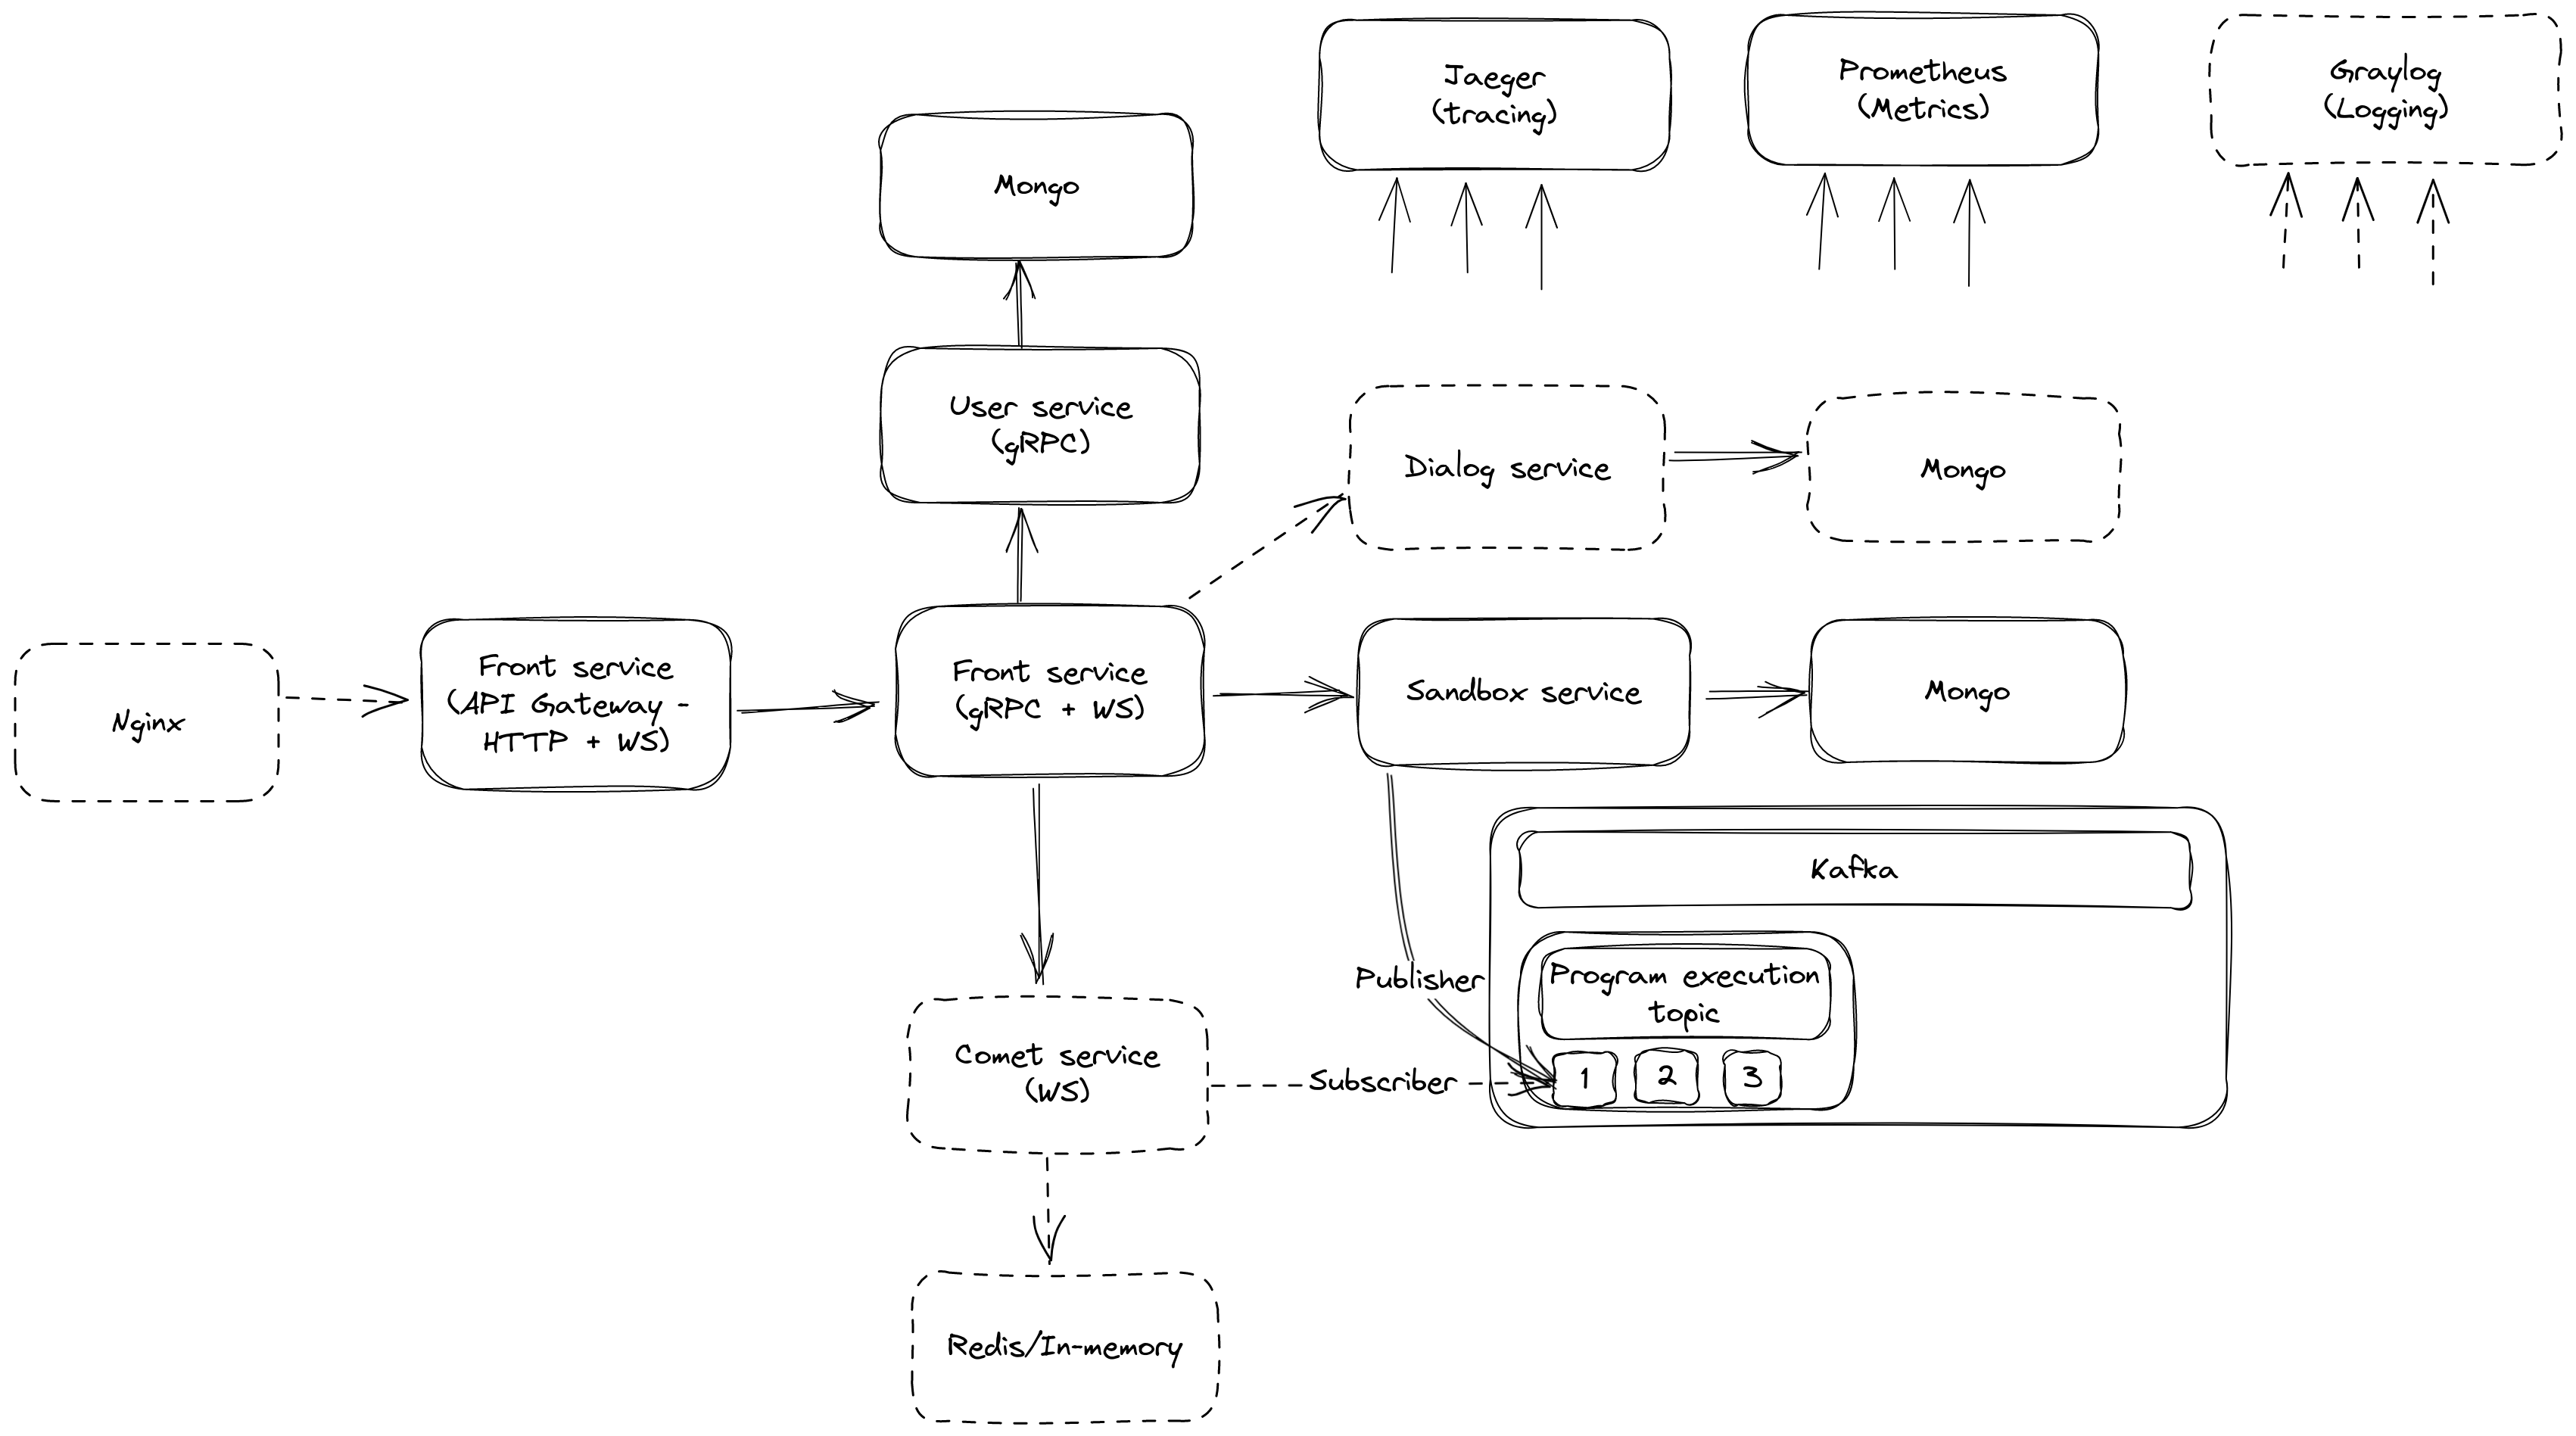 Jaeger
(tracing)
Prometheus
(Metrics)
Graylog
(Logging)
Mongo
User service
(gRPC)
Dialog service
Mongo
Nginx
Front service
(API Gateway -
HTTP + WS)
Front service
(gRPC + WS)
Sandbox service
Mongo
Kafka
Publisher
Program execution
topic
1
2
3
Comet service
(WS)
Subscriber
Redis/In-memory